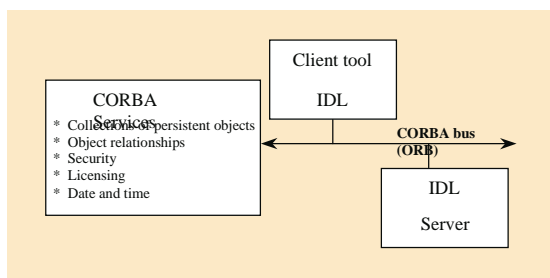 Client tool
IDL
CORBA
Services
* Collections of persistent objects
* Object relationships
* Security
* Licensing
* Date and time
CORBA bus
(ORB)
IDL
Server